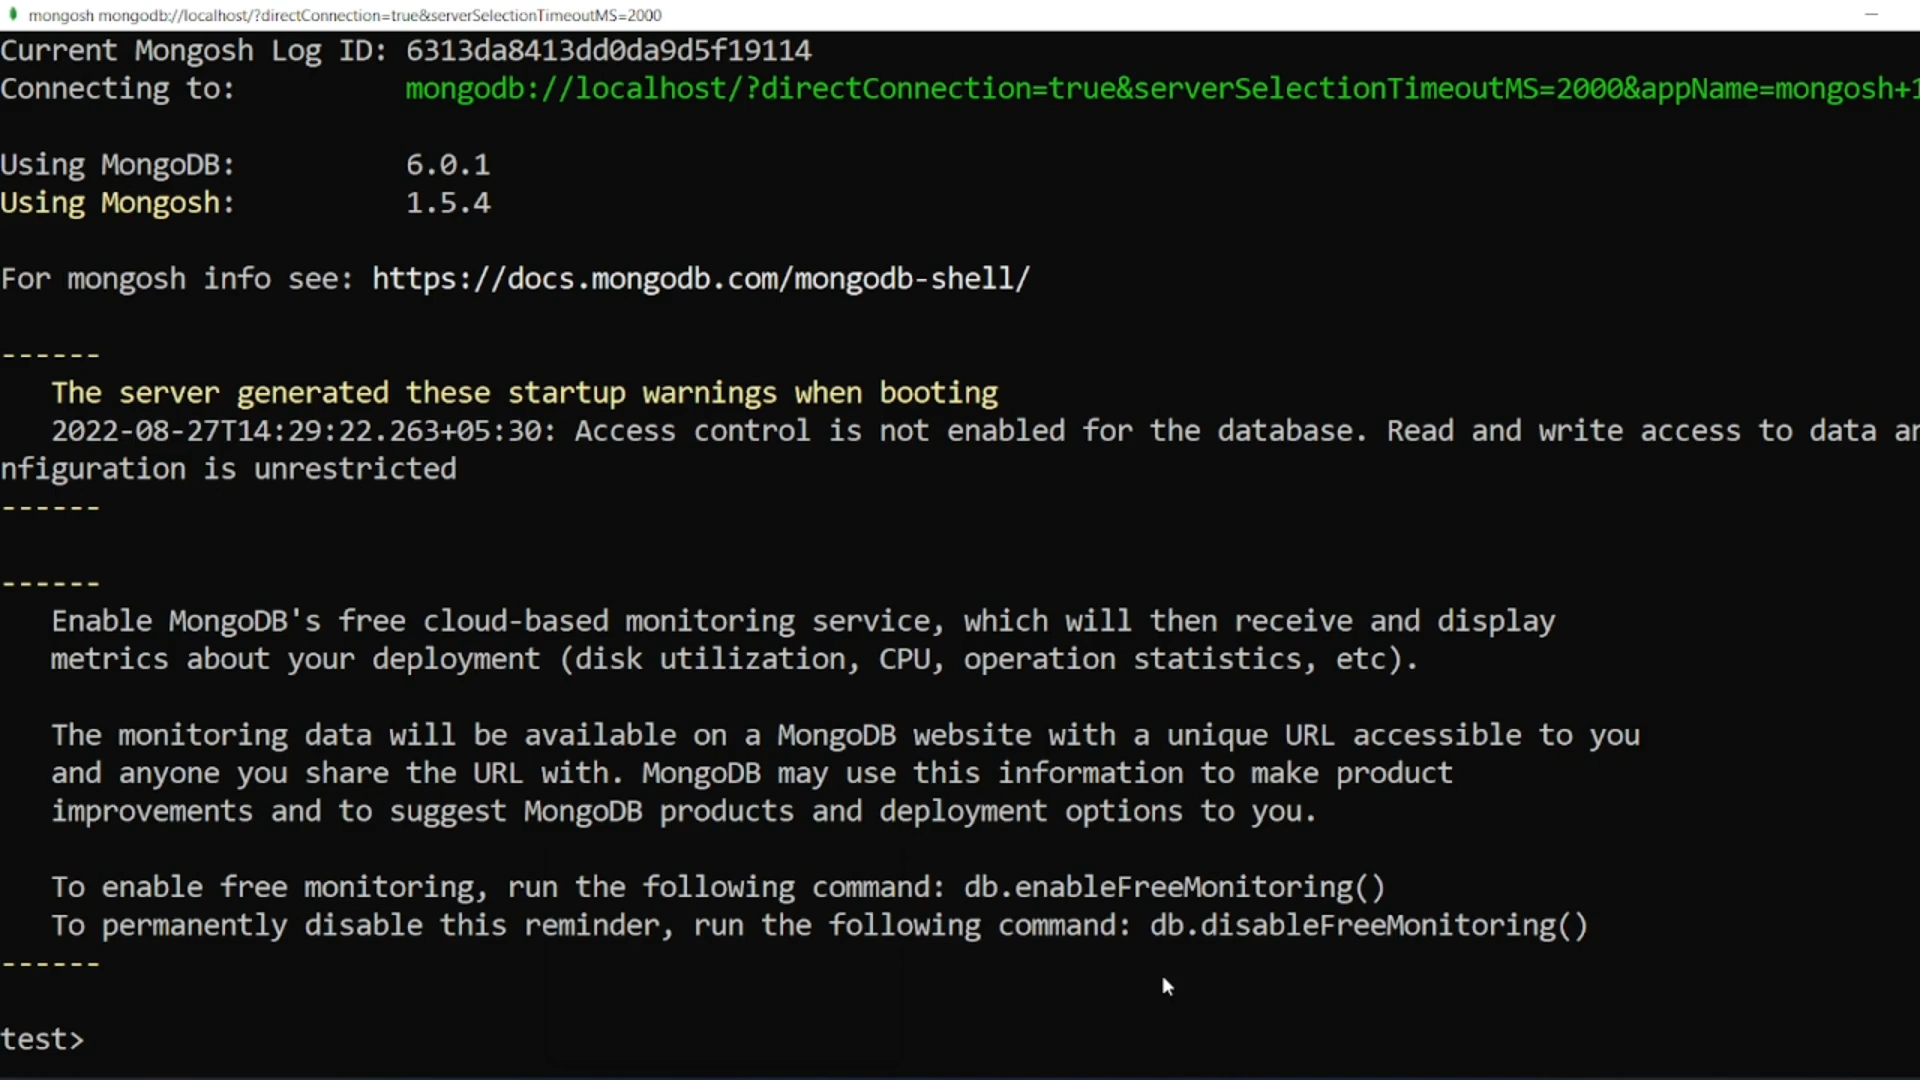 mongosh mongodb://localhost/?directConnection=true&serverSelectionTimeoutMS=2000
Current Mongosh Log ID: 6313da8413dd0da9d5f19114
Connecting to: mongodb://localhost/?directConnection=true&serverSelectionTimeoutMS=2000&appName=mongosh+1
Using MongoDB: 6.0.1
Using Mongosh: 1.5.4
For mongosh info see: https://docs.mongodb.com/mongodb-shell/
------
The server generated these startup warnings when booting
2022-08-27T14:29:22.263+05:30: Access control is not enabled for the database. Read and write access to data an
nfiguration is unrestricted
------
------
Enable MongoDB's free cloud-based monitoring service, which will then receive and display
metrics about your deployment (disk utilization, CPU, operation statistics, etc).
The monitoring data will be available on a MongoDB website with a unique URL accessible to you
and anyone you share the URL with. MongoDB may use this information to make product
improvements and to suggest MongoDB products and deployment options to you.
To enable free monitoring, run the following command: db.enableFreeMonitoring()
To permanently disable this reminder, run the following command: db.disableFreeMonitoring()
------
test>